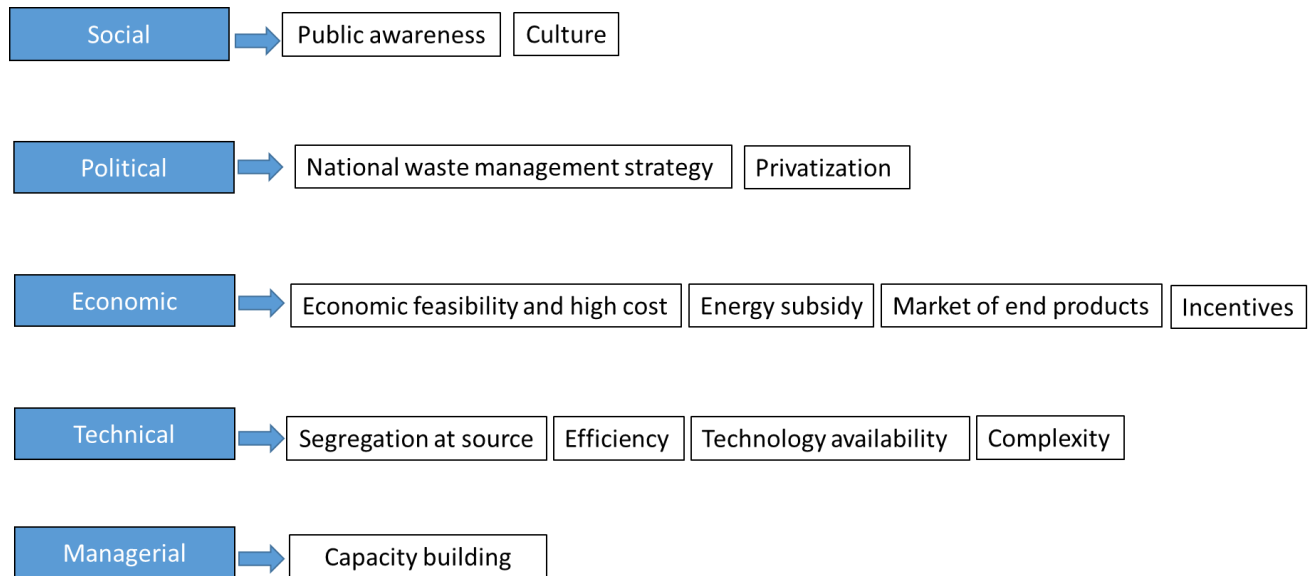 Social Public awareness Culture
Political National waste management strategy Privatization
Economic Economic feasibility and high cost Energy subsidy Market of end products Incentives
Technical Segregation at source Efficiency Technology availability Complexity
Managerial Capacity building